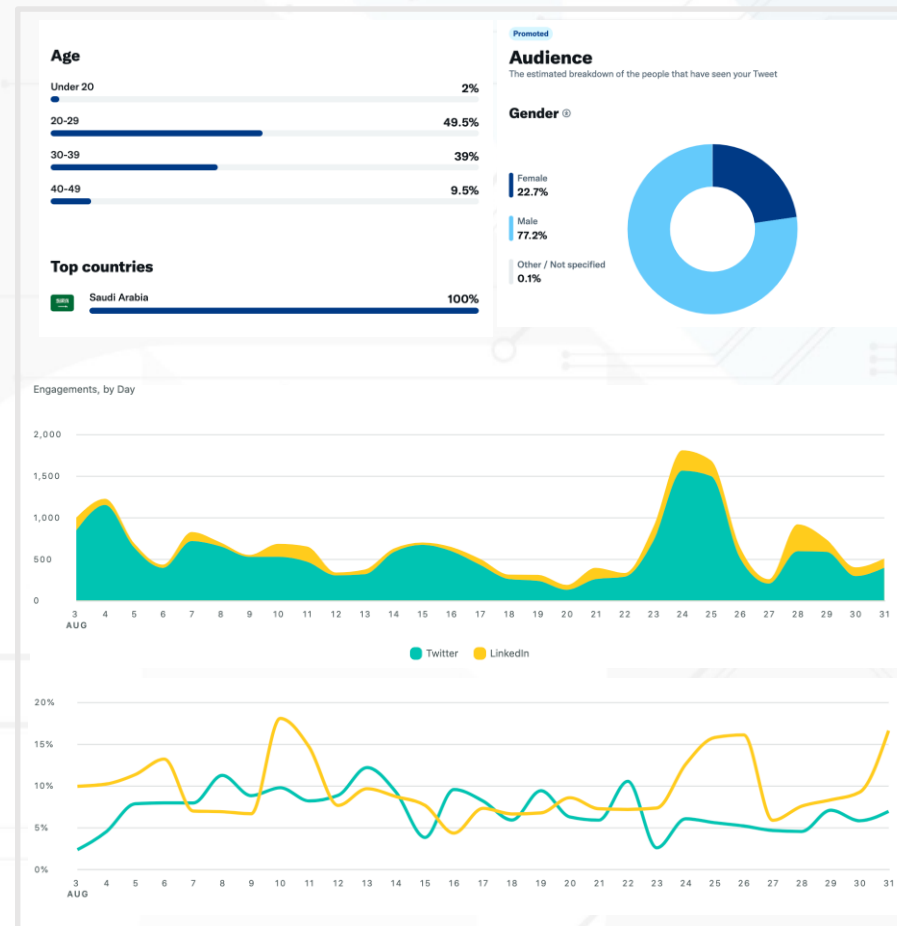 Age
Under 20 2%
20-29 49.5%
30-39 39%
40-49 9.5%
Top countries
Saudi Arabia 100%
Promoted
Audience
The estimated breakdown of the people that have seen your Tweet
Gender
Female
22.7%
Male
77.2%
Other / Not specified
0.1%
Engagements, by Day
2,000
1,500
1,000
500
0
3 4 5 6 7 8 9 10 11 12 13 14 15 16 17 18 19 20 21 22 23 24 25 26 27 28 29 30 31
AUG
Twitter LinkedIn
20%
15%
10%
5%
0%
3 4 5 6 7 8 9 10 11 12 13 14 15 16 17 18 19 20 21 22 23 24 25 26 27 28 29 30 31
AUG